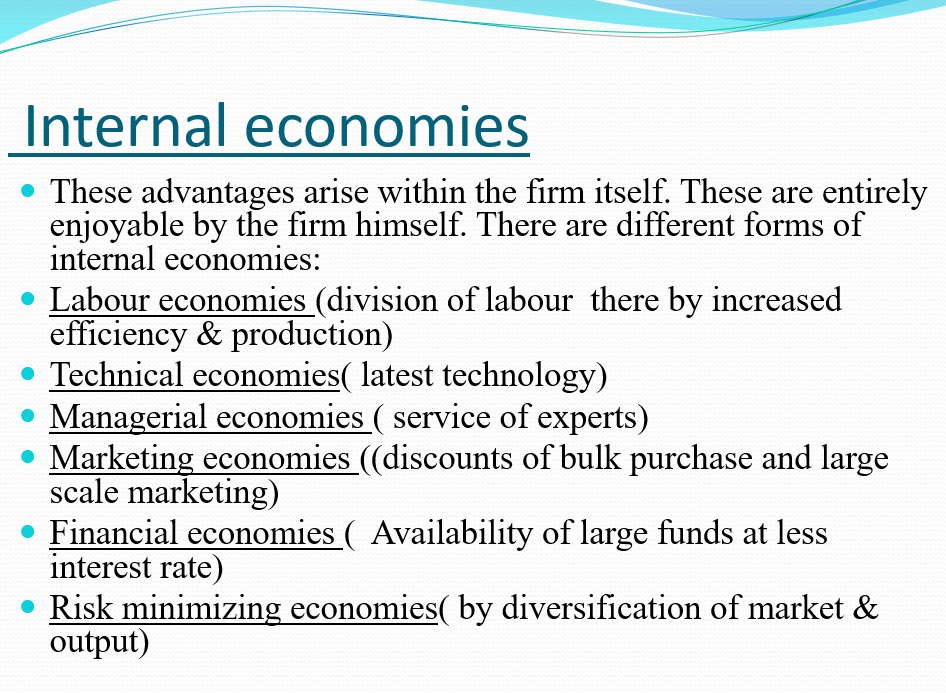 Internal economies
These advantages arise within the firm itself. These are entirely
enjoyable by the firm himself. There are different forms of
internal economies:
Labour economies (division of labour  there by increased
efficiency & production)
Technical economies( latest technology)
Managerial economies ( service of experts)
Marketing economies ((discounts of bulk purchase and large
scale marketing)
Financial economies (  Availability of large funds at less
interest rate)
Risk minimizing economies( by diversification of market &
output)